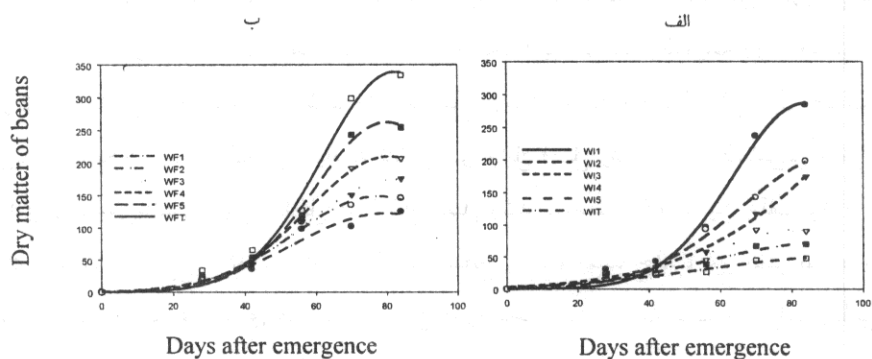 ب
الف
Dry matter of beans
350
300
250
200
150
100
50
0
WF1
WF2
WF3
WF4
WF5
WFT
0 20 40 60 80 100
Days after emergence
350
300
250
200
150
100
50
0
WI1
WI2
WI3
WI4
WI5
WIT
0 20 40 60 80 100
Days after emergence